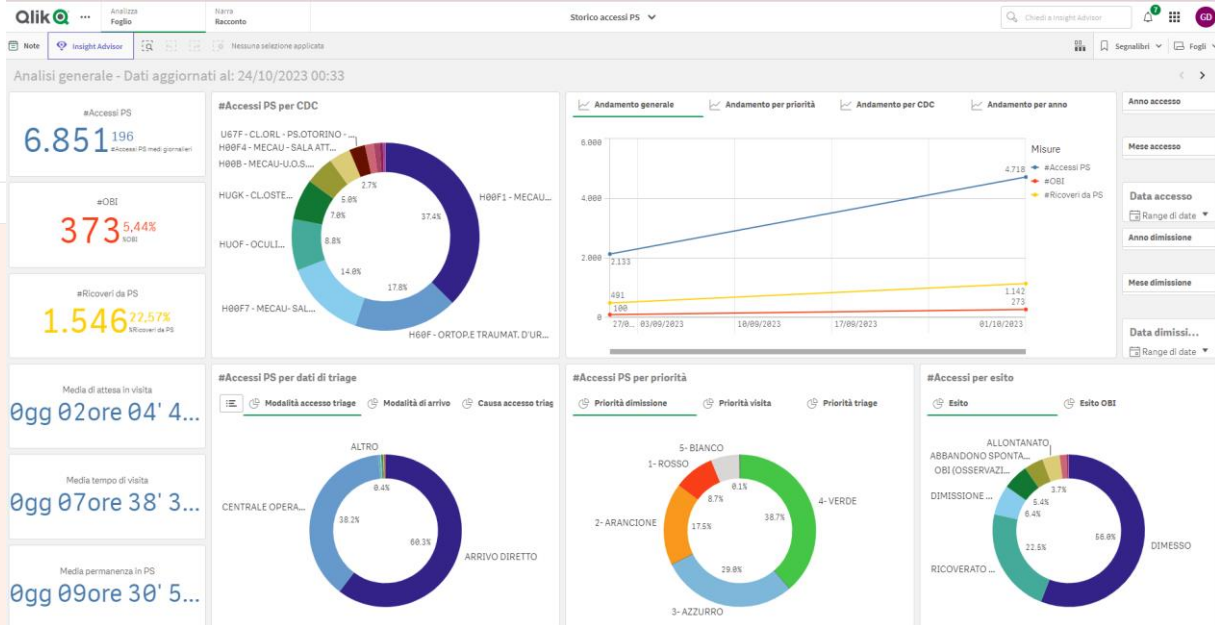 Qlik
Analizza
Foglio
Narra
Racconto
Storico accessi PS
Chiedi a Insight Advisor
7
GD
Note
Insight Advisor
Nessuna selezione applicata
Segnalibri
Fogli
Analisi generale - Dati aggiornati al: 24/10/2023 00:33
#Accessi PS
6.851
196
#Accessi PS medi giornalieri
#OBI
373
5,44%
%OBI
#Ricoveri da PS
1.546
22,57%
%Ricoveri da PS
Media di attesa in visita
0gg 02ore 04' 4...
Media tempo di visita
0gg 07ore 38' 3...
Media permanenza in PS
0gg 09ore 30' 5...
#Accessi PS per CDC
U67F - CL.ORL - PS.OTORINO - ...
H00F4 - MECAU - SALA ATT...
H00B - MECAU-U.O.S....
HUGK - CL.OSTE...
HUOF - OCULI...
H00F7 - MECAU- SAL...
H00F1 - MECAU...
H60F - ORTOP.E TRAUMAT. D'UR...
2.7%
5.0%
7.0%
8.8%
14.0%
17.8%
37.4%
Andamento generale
Andamento per priorità
Andamento per CDC
Andamento per anno
6.000
4.000
2.000
0
2.133
491
100
4.718
1.142
273
27/0...
03/09/2023
10/09/2023
17/09/2023
01/10/2023
Misure
#Accessi PS
#OBI
#Ricoveri da PS
Anno accesso
Mese accesso
Data accesso
Range di date
Anno dimissione
Mese dimissione
Data dimissi...
Range di date
#Accessi PS per dati di triage
Modalità accesso triage
Modalità di arrivo
Causa accesso triag
ALTRO
CENTRALE OPERA...
ARRIVO DIRETTO
0.4%
38.2%
60.3%
#Accessi PS per priorità
Priorità dimissione
Priorità visita
Priorità triage
5- BIANCO
1- ROSSO
2- ARANCIONE
3- AZZURRO
4- VERDE
0.1%
8.7%
17.5%
29.0%
38.7%
#Accessi per esito
Esito
Esito OBI
ALLONTANATO,
ABBANDONO SPONTA...
OBI (OSSERVAZI...
DIMISSIONE ...
RICOVERATO ...
DIMESSO
3.7%
5.4%
6.4%
22.5%
56.0%